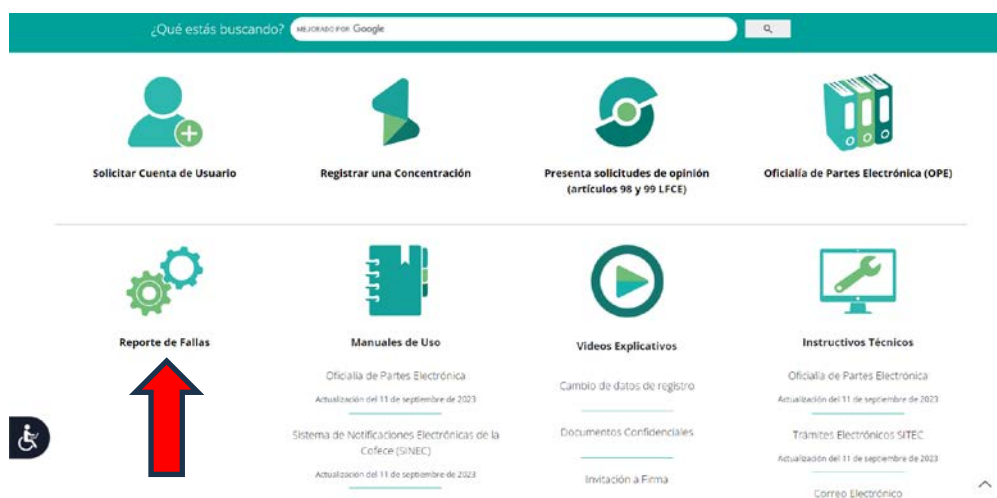 ¿Qué estás buscando? MEJORADO POR Google
Solicitar Cuenta de Usuario
Registrar una Concentración
Presenta solicitudes de opinión
(artículos 98 y 99 LFCE)
Oficialía de Partes Electrónica (OPE)
Reporte de Fallas
Manuales de Uso
Oficialía de Partes Electrónica
Actualización del 11 de septiembre de 2023
Sistema de Notificaciones Electrónicas de la
Cofece (SINEC)
Actualización del 11 de septiembre de 2023
Videos Explicativos
Cambio de datos de registro
Documentos Confidenciales
Invitación a Firma
Instructivos Técnicos
Oficialía de Partes Electrónica
Actualización del 11 de septiembre de 2023
Trámites Electrónicos SITEC
Actualización del 11 de septiembre de 2023
Correo Electrónico